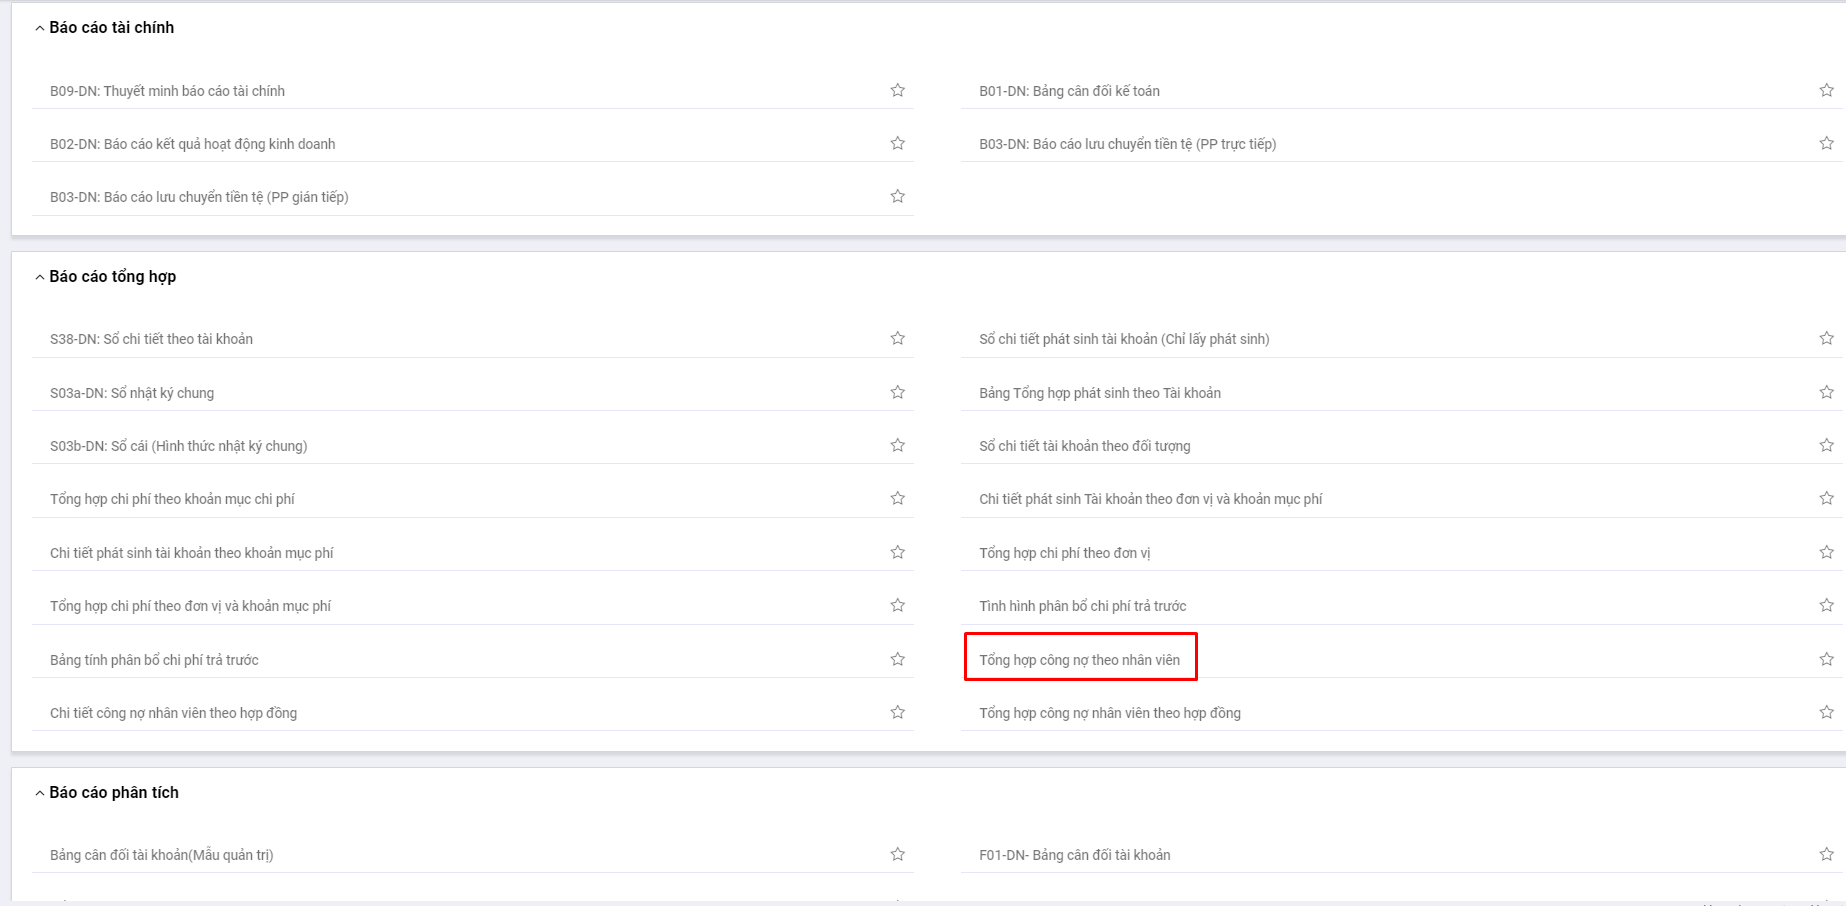 Báo cáo tài chính
B09-DN: Thuyết minh báo cáo tài chính
B01-DN: Bảng cân đối kế toán
B02-DN: Báo cáo kết quả hoạt động kinh doanh
B03-DN: Báo cáo lưu chuyển tiền tệ (PP trực tiếp)
B03-DN: Báo cáo lưu chuyển tiền tệ (PP gián tiếp)
Báo cáo tổng hợp
S38-DN: Sổ chi tiết theo tài khoản
Sổ chi tiết phát sinh tài khoản (Chỉ lấy phát sinh)
S03a-DN: Sổ nhật ký chung
Bảng Tổng hợp phát sinh theo Tài khoản
S03b-DN: Sổ cái (Hình thức nhật ký chung)
Sổ chi tiết tài khoản theo đối tượng
Tổng hợp chi phí theo khoản mục chi phí
Chi tiết phát sinh Tài khoản theo đơn vị và khoản mục phí
Chi tiết phát sinh tài khoản theo khoản mục phí
Tổng hợp chi phí theo đơn vị
Tổng hợp chi phí theo đơn vị và khoản mục phí
Tình hình phân bổ chi phí trả trước
Bảng tính phân bổ chi phí trả trước
Tổng hợp công nợ theo nhân viên
Chi tiết công nợ nhân viên theo hợp đồng
Tổng hợp công nợ nhân viên theo hợp đồng
Báo cáo phân tích
Bảng cân đối tài khoản(Mẫu quản trị)
F01-DN- Bảng cân đối tài khoản